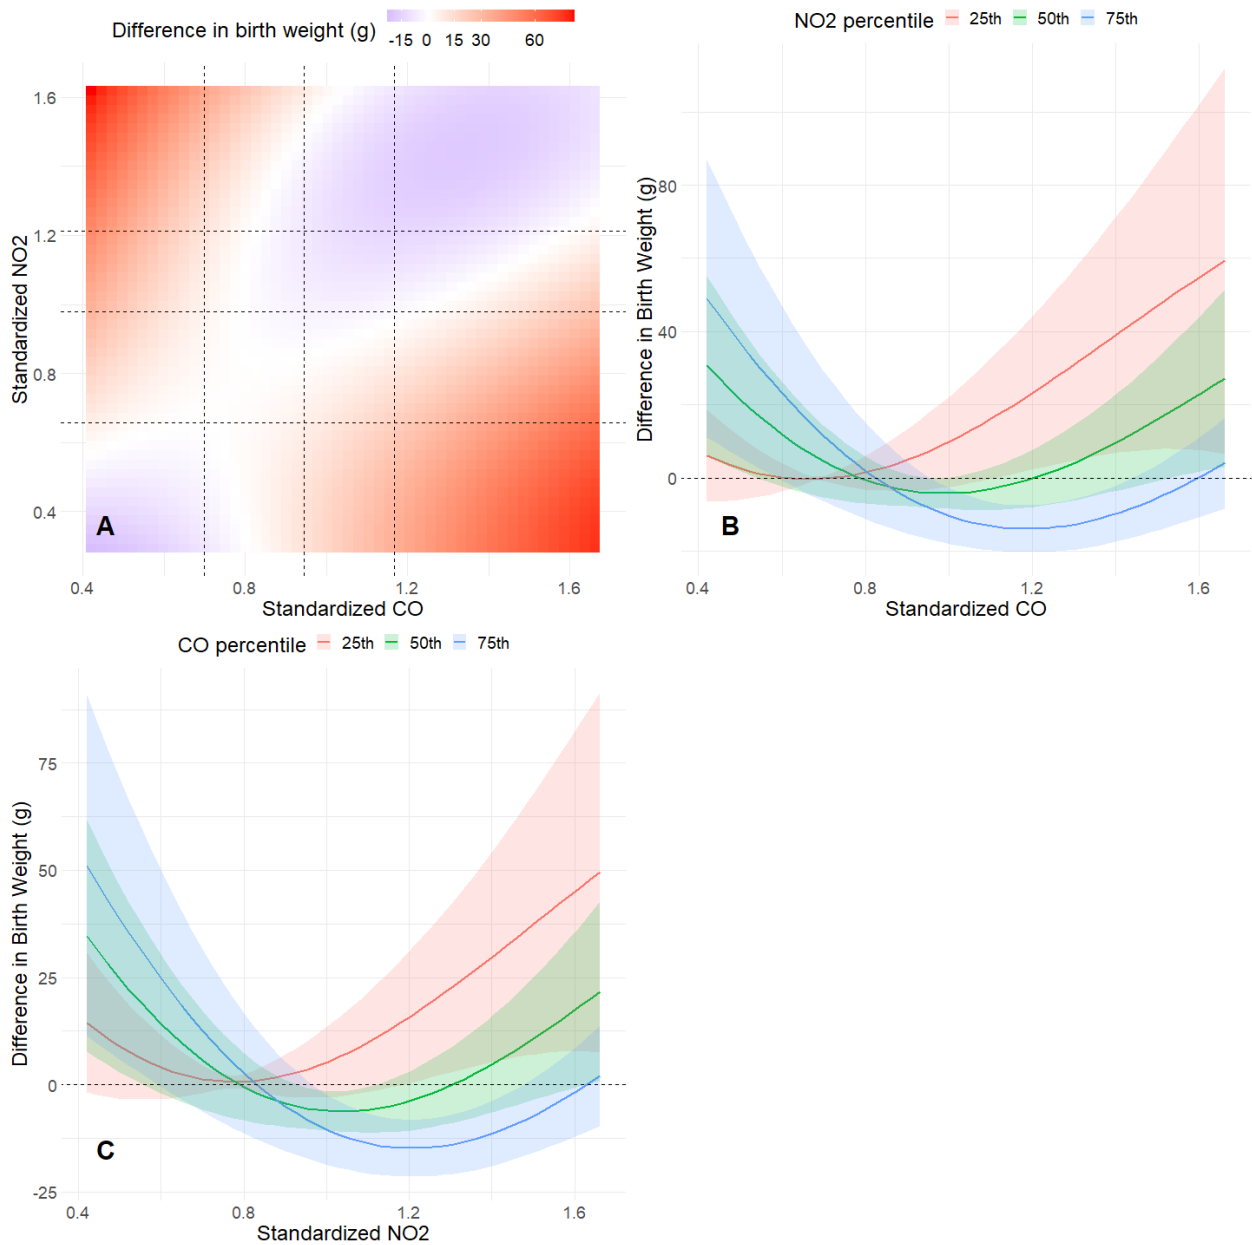 Difference in birth weight (g) -15 0 15 30 60
1.6
1.2
0.8
0.4
Standardized NO2
A
0.4 0.8 1.2 1.6
Standardized CO
NO2 percentile 25th 50th 75th
80
40
0
Difference in Birth Weight (g)
B
0.4 0.8 1.2 1.6
Standardized CO
CO percentile 25th 50th 75th
75
50
25
0
-25
Difference in Birth Weight (g)
C
0.4 0.8 1.2 1.6
Standardized NO2